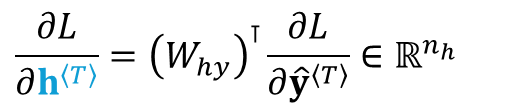 ∂L/∂𝐡⟨T⟩ = (W_hy)^⊺ ∂L/∂𝐲̂⟨T⟩ ∈ ℝ^{n_h}